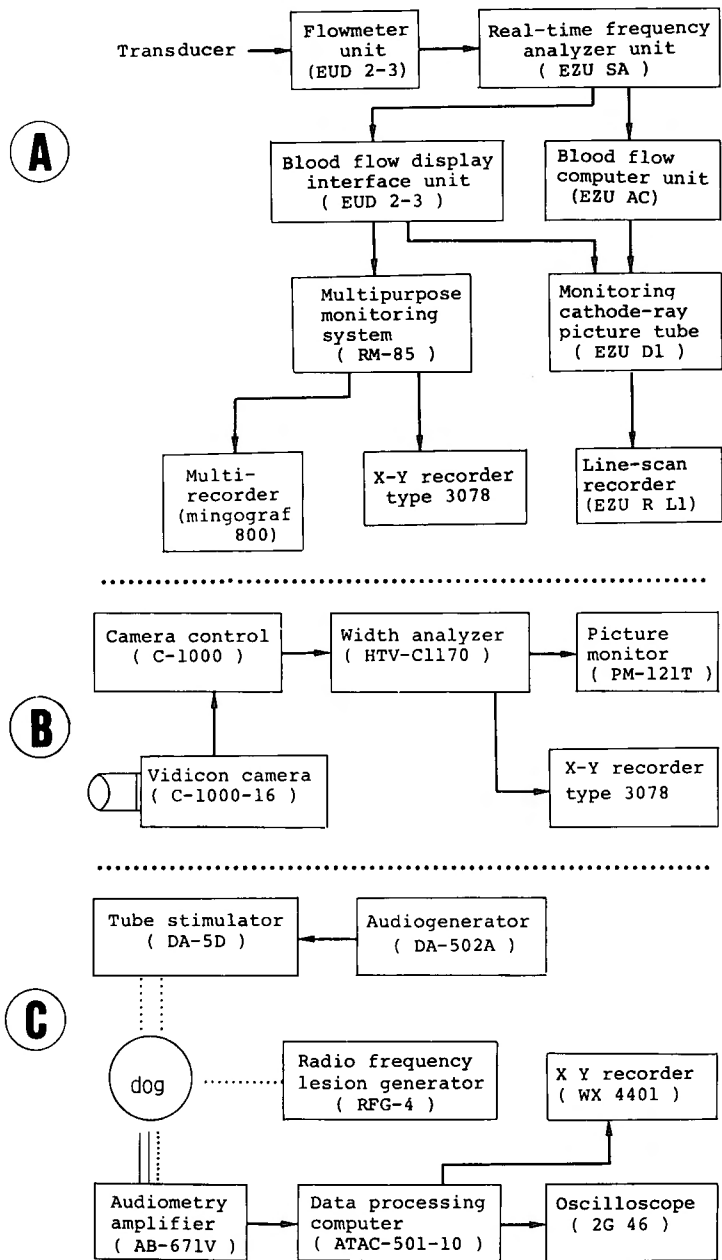 A
Transducer
Flowmeter
unit
(EUD 2-3)
Real-time frequency
analyzer unit
( EZU SA )
Blood flow display
interface unit
( EUD 2-3 )
Blood flow
computer unit
(EZU AC)
Multipurpose
monitoring
system
( RM-85 )
Monitoring
cathode-ray
picture tube
( EZU D1 )
Multi-
recorder
(mingograf
800)
X-Y recorder
type 3078
Line-scan
recorder
(EZU R L1)
B
Camera control
( C-1000 )
Width analyzer
( HTV-C1170 )
Picture
monitor
( PM-121T )
Vidicon camera
( C-1000-16 )
X-Y recorder
type 3078
C
Tube stimulator
( DA-5D )
Audiogenerator
( DA-502A )
dog
Radio frequency
lesion generator
( RFG-4 )
X Y recorder
( WX 4401 )
Audiometry
amplifier
( AB-671V )
Data processing
computer
( ATAC-501-10 )
Oscilloscope
( 2G 46 )